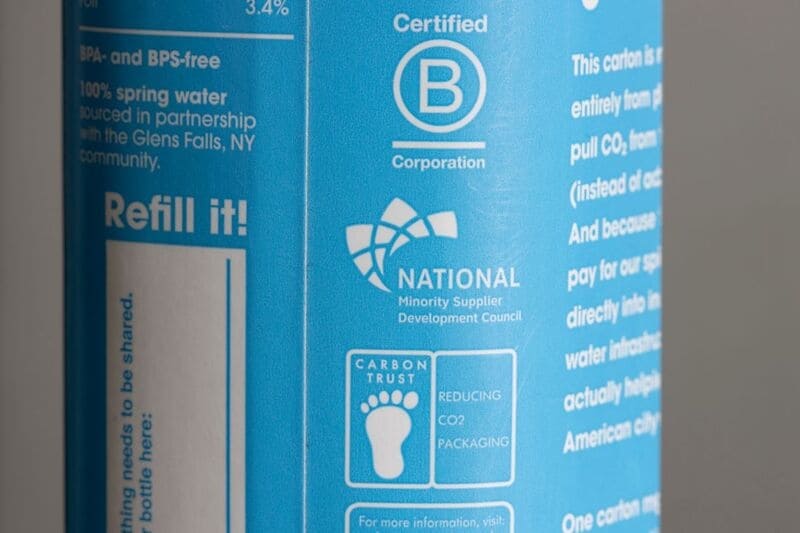 3.4%
BPA- and BPS-free
100% spring water
sourced in partnership
with the Glens Falls, NY
community.
Refill it!
thing needs to be shared.
bottle here:
Certified
B
Corporation
NATIONAL
Minority Supplier
Development Council
CARBON
TRUST
REDUCING
CO2
PACKAGING
For more information, visit:
This carton is
entirely from
pull CO₂ from
(instead of
And because
pay for our
directly into
water
actually
American city
One carton